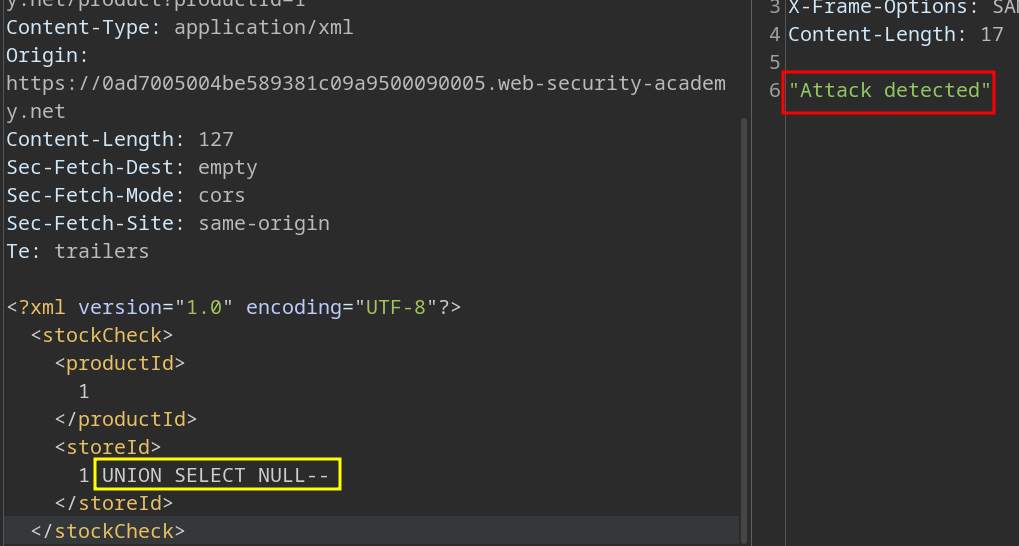 y.net/product?productId=1
Content-Type: application/xml
Origin:
https://0ad7005004be589381c09a9500090005.web-security-academ
y.net
Content-Length: 127
Sec-Fetch-Dest: empty
Sec-Fetch-Mode: cors
Sec-Fetch-Site: same-origin
Te: trailers
<?xml version="1.0" encoding="UTF-8"?>
<stockCheck>
<productId>
1
</productId>
<storeId>
1 UNION SELECT NULL--
</storeId>
</stockCheck>
3 X-Frame-Options: SA
4 Content-Length: 17
5
6 "Attack detected"